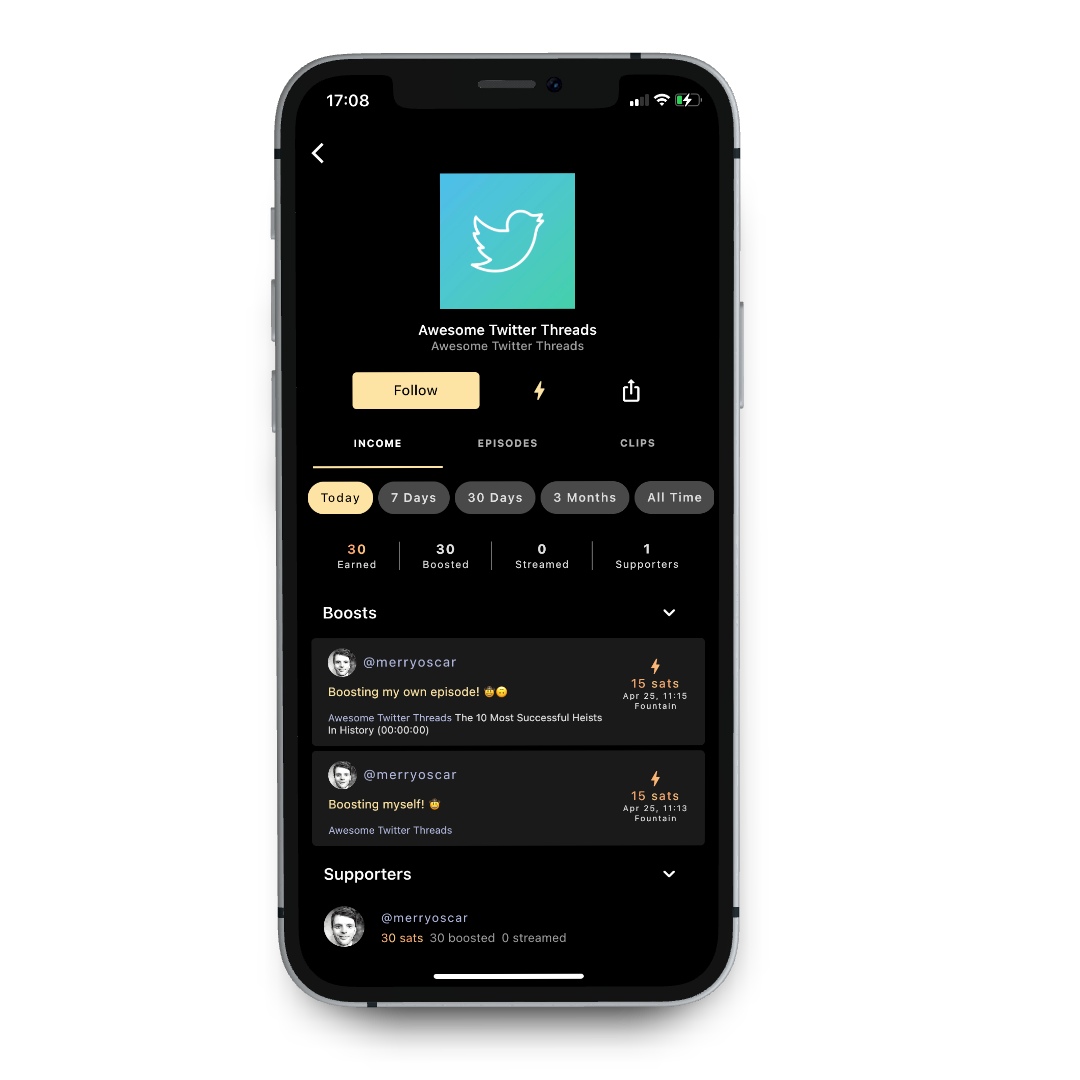 17:08
Awesome Twitter Threads
Awesome Twitter Threads
Follow
INCOME EPISODES CLIPS
Today 7 Days 30 Days 3 Months All Time
30 30 0 1
Earned Boosted Streamed Supporters
Boosts
@merryoscar
15 sats
Boosting my own episode! 🤠🙃
Apr 25, 11:15
Fountain
Awesome Twitter Threads The 10 Most Successful Heists
In History (00:00:00)
@merryoscar
15 sats
Boosting myself! 🤠
Apr 25, 11:13
Fountain
Awesome Twitter Threads
Supporters
@merryoscar
30 sats 30 boosted 0 streamed